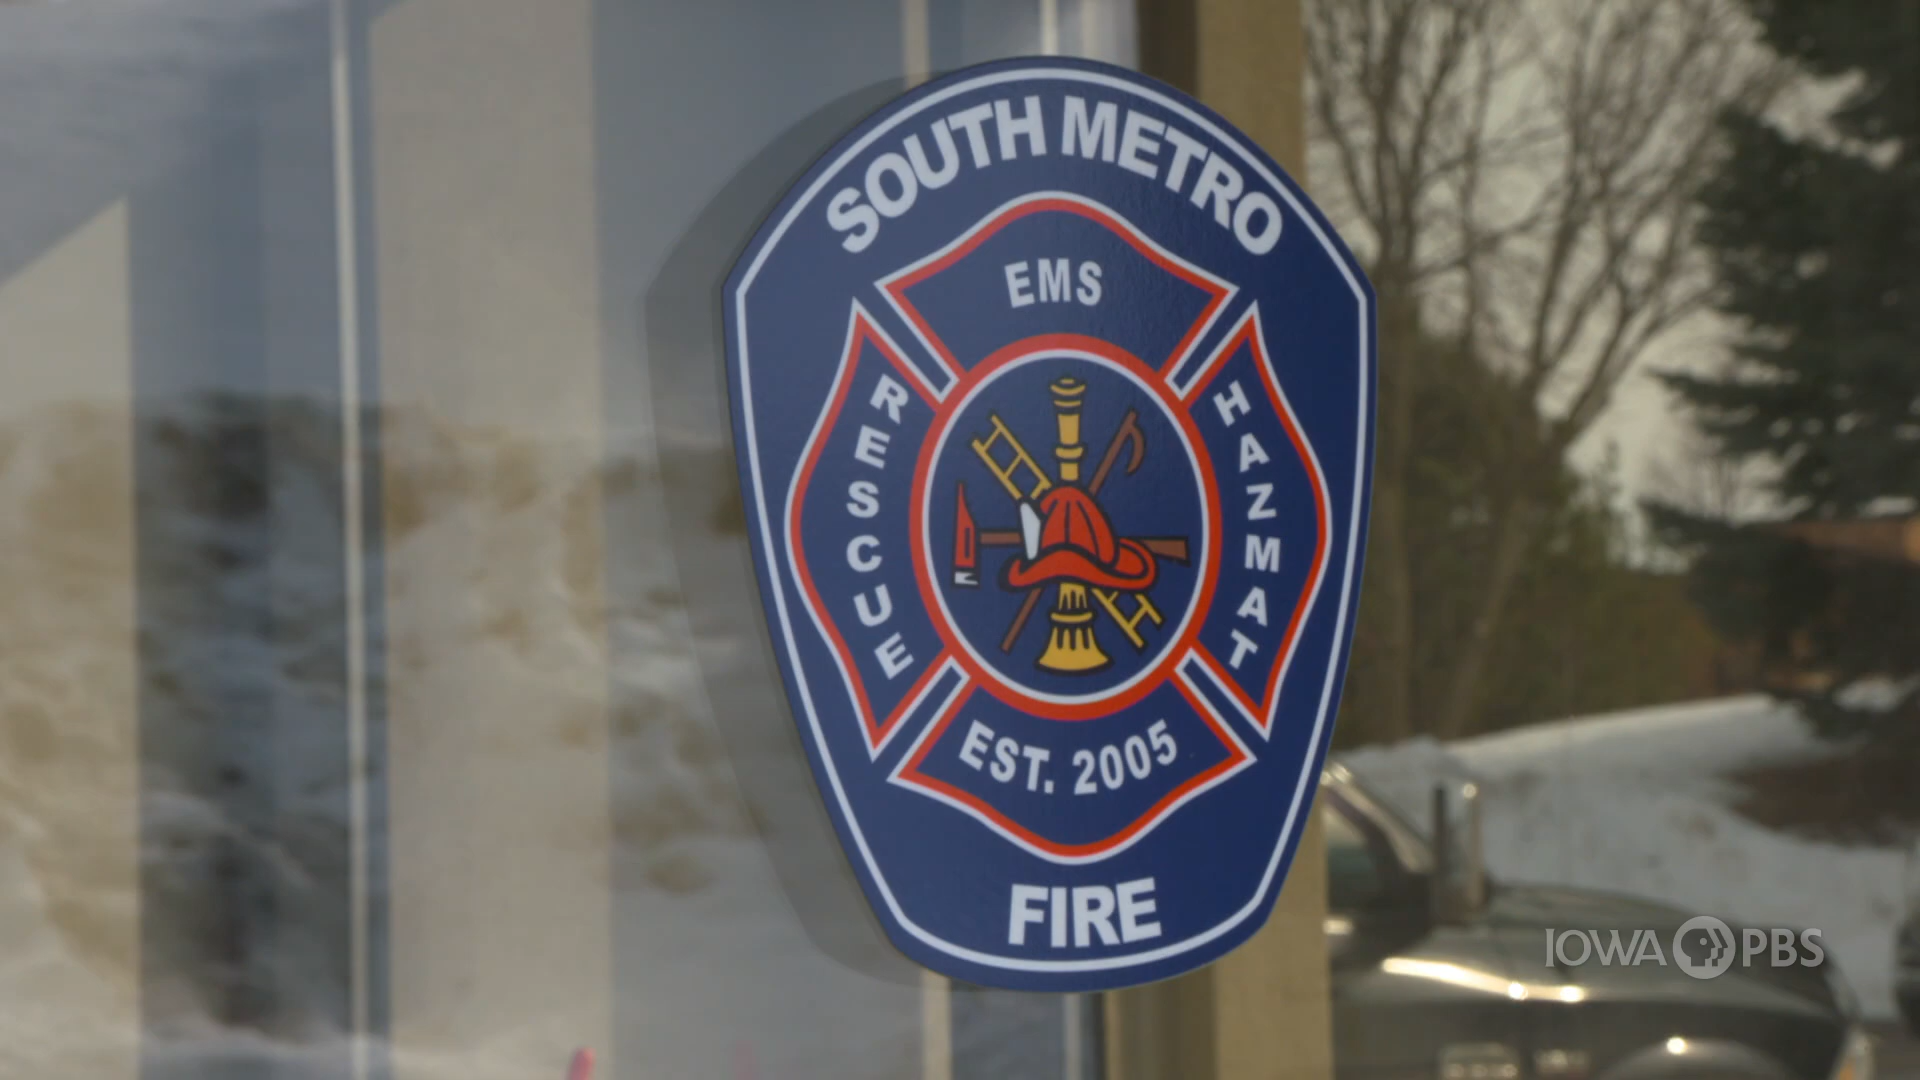 SOUTH METRO
EMS
RESCUE
HAZMAT
EST. 2005
FIRE
IOWA PBS